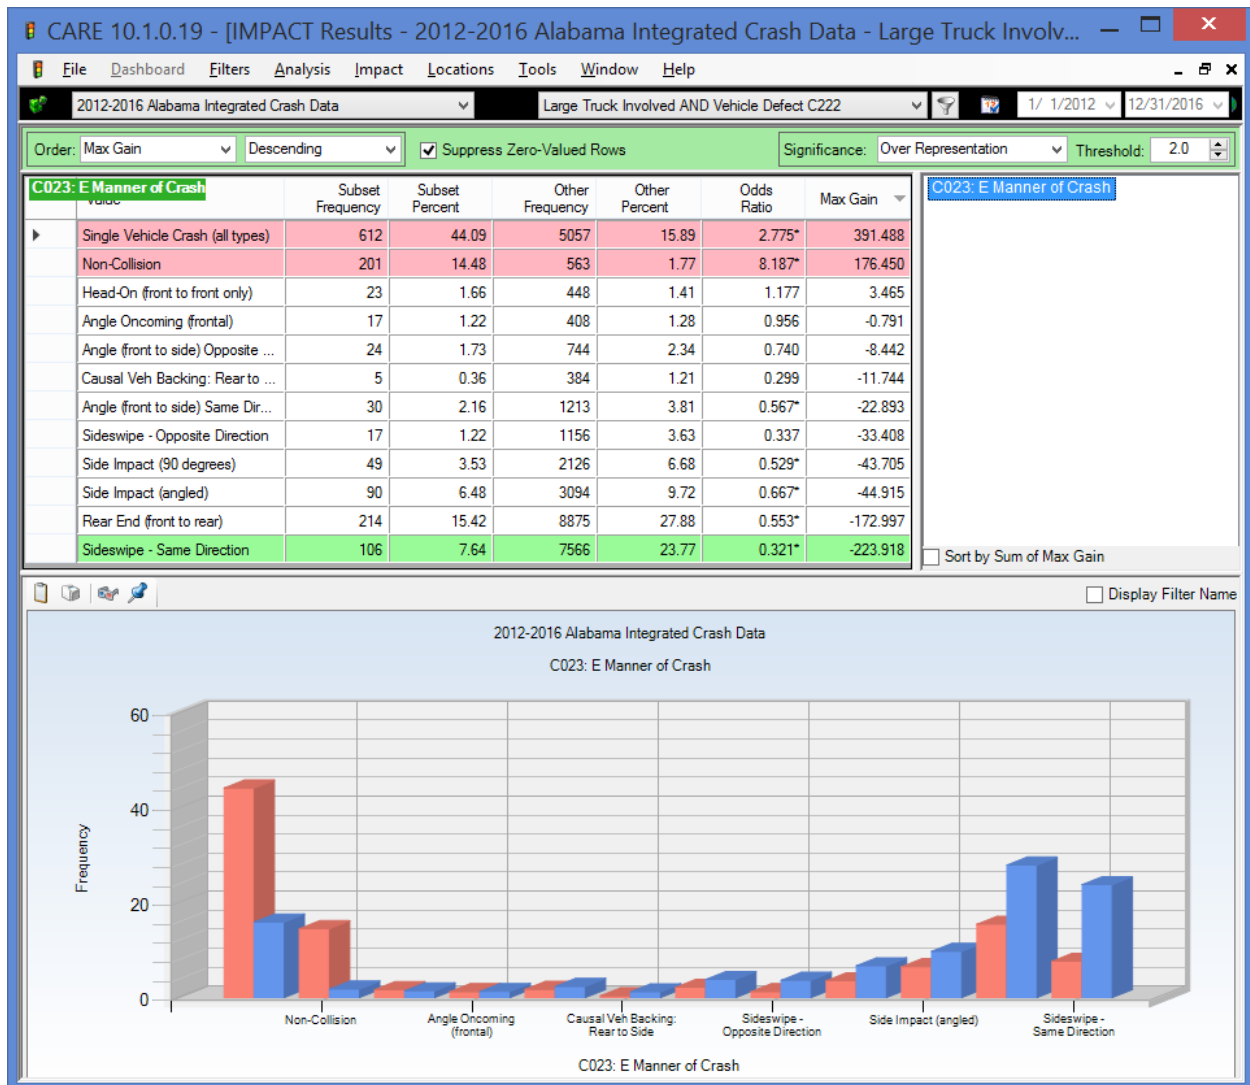 CARE 10.1.0.19 - [IMPACT Results - 2012-2016 Alabama Integrated Crash Data - Large Truck Involv...
File Dashboard Filters Analysis Impact Locations Tools Window Help
2012-2016 Alabama Integrated Crash Data Large Truck Involved AND Vehicle Defect C222 1/ 1/2012 12/31/2016
Order: Max Gain Descending Suppress Zero-Valued Rows Significance: Over Representation Threshold: 2.0
C023: E Manner of Crash
Value Subset Frequency Subset Percent Other Frequency Other Percent Odds Ratio Max Gain
Single Vehicle Crash (all types) 612 44.09 5057 15.89 2.775* 391.488
Non-Collision 201 14.48 563 1.77 8.187* 176.450
Head-On (front to front only) 23 1.66 448 1.41 1.177 3.465
Angle Oncoming (frontal) 17 1.22 408 1.28 0.956 -0.791
Angle (front to side) Opposite ... 24 1.73 744 2.34 0.740 -8.442
Causal Veh Backing: Rear to ... 5 0.36 384 1.21 0.299 -11.744
Angle (front to side) Same Dir... 30 2.16 1213 3.81 0.567* -22.893
Sideswipe - Opposite Direction 17 1.22 1156 3.63 0.337 -33.408
Side Impact (90 degrees) 49 3.53 2126 6.68 0.529* -43.705
Side Impact (angled) 90 6.48 3094 9.72 0.667* -44.915
Rear End (front to rear) 214 15.42 8875 27.88 0.553* -172.997
Sideswipe - Same Direction 106 7.64 7566 23.77 0.321* -223.918
C023: E Manner of Crash
Sort by Sum of Max Gain
Display Filter Name
2012-2016 Alabama Integrated Crash Data
C023: E Manner of Crash
60
40
20
0
Frequency
Non-Collision
Angle Oncoming
(frontal)
Causal Veh Backing:
Rear to Side
Sideswipe -
Opposite Direction
Side Impact (angled)
Sideswipe -
Same Direction
C023: E Manner of Crash